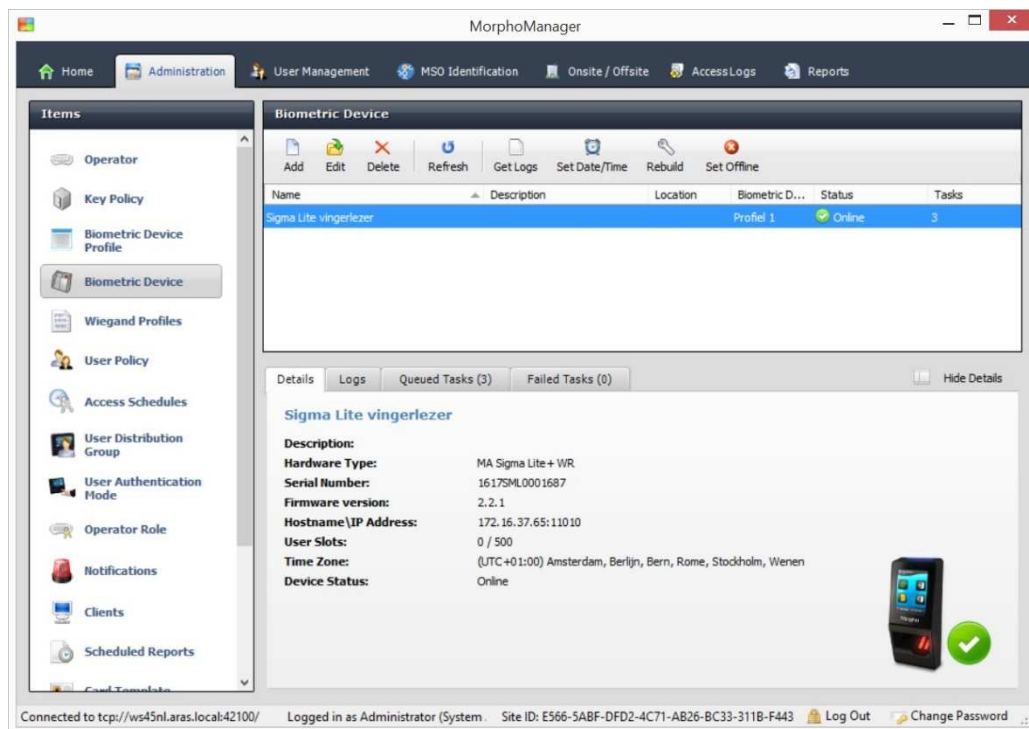 MorphoManager
Home Administration User Management MSO Identification Onsite / Offsite Access Logs Reports
Items
Operator
Key Policy
Biometric Device
Profile
Biometric Device
Wiegand Profiles
User Policy
Access Schedules
User Distribution
Group
User Authentication
Mode
Operator Role
Notifications
Clients
Scheduled Reports
Card Template
Biometric Device
Add Edit Delete Refresh Get Logs Set Date/Time Rebuild Set Offline
Name Description Location Biometric D... Status Tasks
Sigma Lite vingerlezer Profiel 1 Online 3
Details Logs Queued Tasks (3) Failed Tasks (0) Hide Details
Sigma Lite vingerlezer
Description:
Hardware Type: MA Sigma Lite+ WR
Serial Number: 1617SML0001687
Firmware version: 2.2.1
Hostname\IP Address: 172.16.37.65:11010
User Slots: 0 / 500
Time Zone: (UTC+01:00) Amsterdam, Berlijn, Bern, Rome, Stockholm, Wenen
Device Status: Online
Connected to tcp://ws45nl.aras.local:42100/ Logged in as Administrator (System. Site ID: E566-5ABF-DFD2-4C71-AB26-BC33-311B-F443 Log Out Change Password